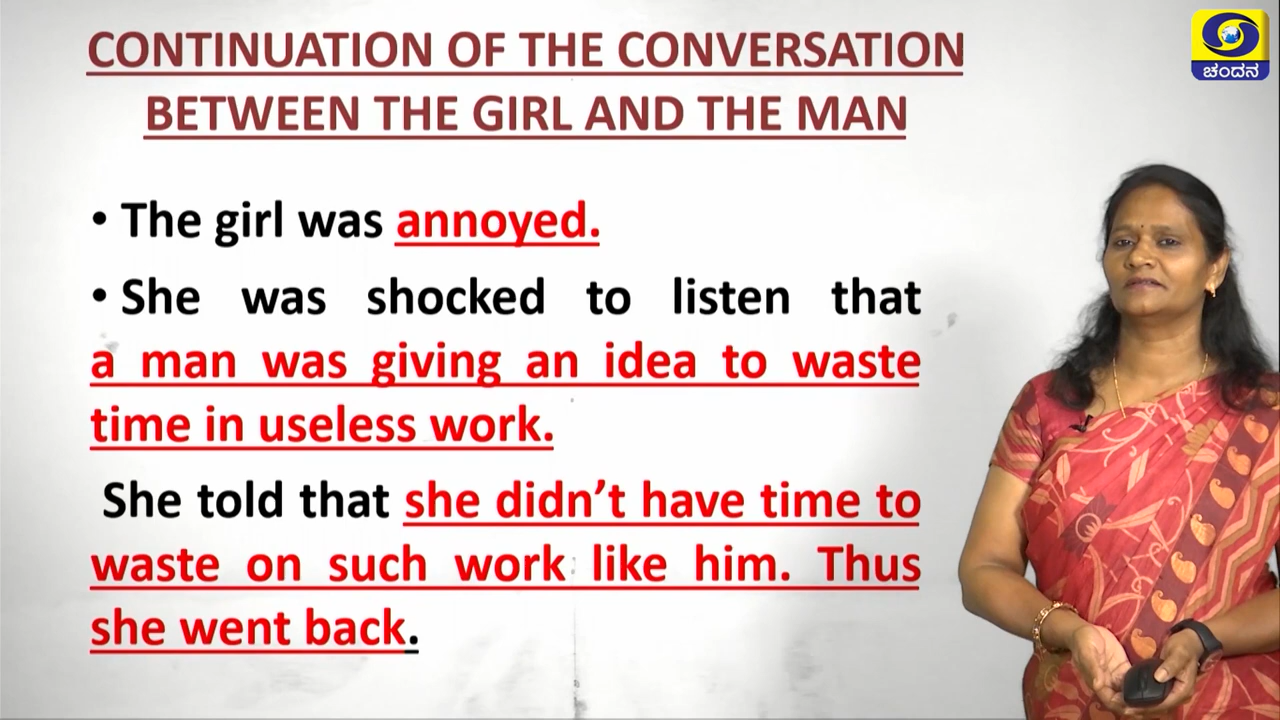 CONTINUATION OF THE CONVERSATION
BETWEEN THE GIRL AND THE MAN
ಚಂದನ
• The girl was annoyed.
• She was shocked to listen that
a man was giving an idea to waste
time in useless work.
She told that she didn’t have time to
waste on such work like him. Thus
she went back.